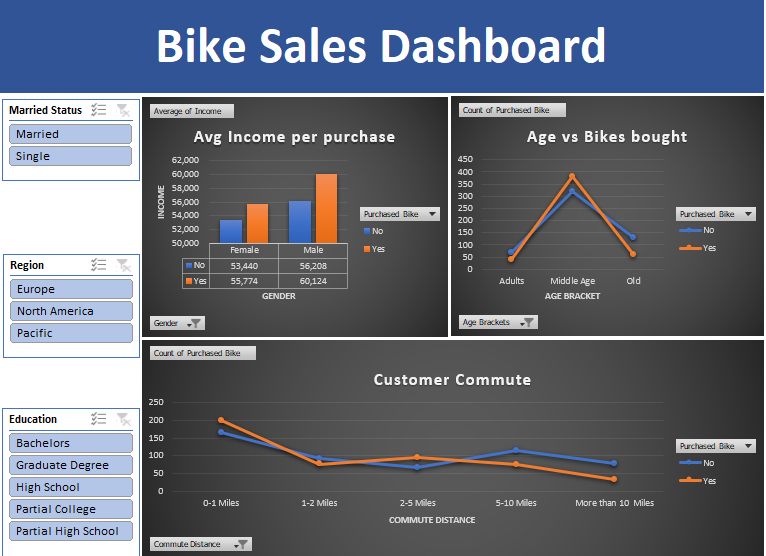 Bike Sales Dashboard
Married Status
Married
Single
Region
Europe
North America
Pacific
Education
Bachelors
Graduate Degree
High School
Partial College
Partial High School
Average of Income
Avg Income per purchase
62,000
60,000
58,000
56,000
54,000
52,000
50,000
INCOME
Female Male
No 53,440 56,208
Yes 55,774 60,124
GENDER
Purchased Bike
No
Yes
Gender
Count of Purchased Bike
Age vs Bikes bought
450
400
350
300
250
200
150
100
50
0
Adults Middle Age Old
AGE BRACKET
Purchased Bike
No
Yes
Age Brackets
Count of Purchased Bike
Customer Commute
250
200
150
100
50
0
0-1 Miles 1-2 Miles 2-5 Miles 5-10 Miles More than 10 Miles
COMMUTE DISTANCE
Purchased Bike
No
Yes
Commute Distance